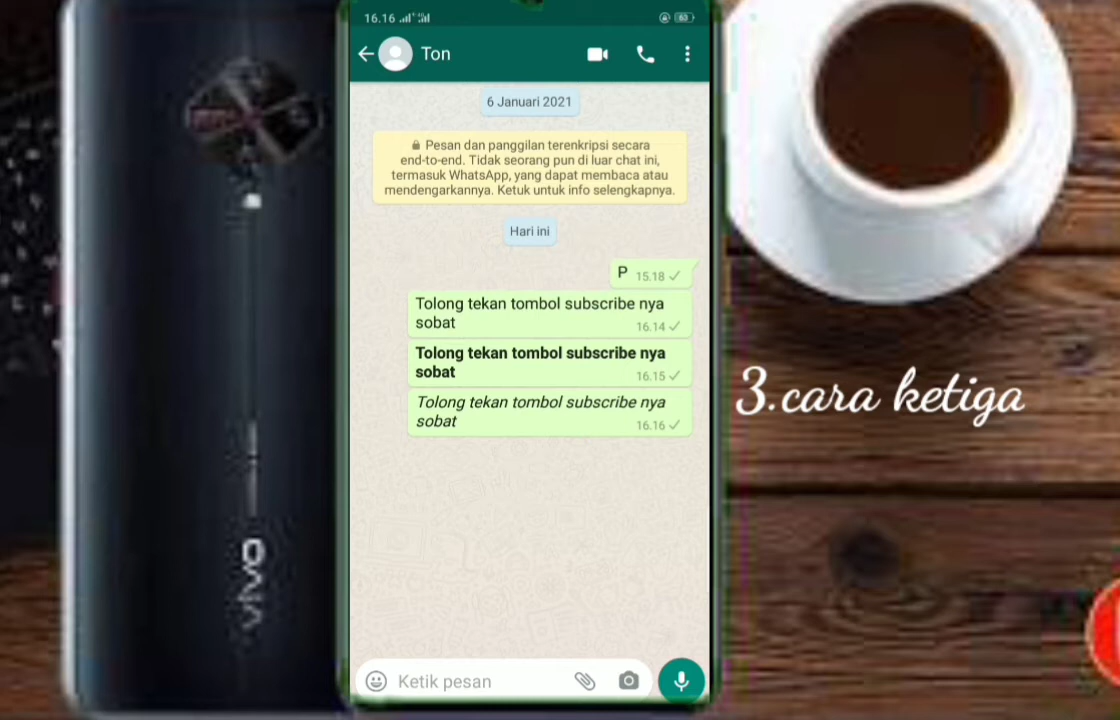 16.16
63
Ton
6 Januari 2021
Pesan dan panggilan terenkripsi secara
end-to-end. Tidak seorang pun di luar chat ini,
termasuk WhatsApp, yang dapat membaca atau
mendengarkannya. Ketuk untuk info selengkapnya.
Hari ini
P 15.18
Tolong tekan tombol subscribe nya
sobat 16.14
Tolong tekan tombol subscribe nya
sobat 16.15
Tolong tekan tombol subscribe nya
sobat 16.16
Ketik pesan
vivo
3.cara ketiga